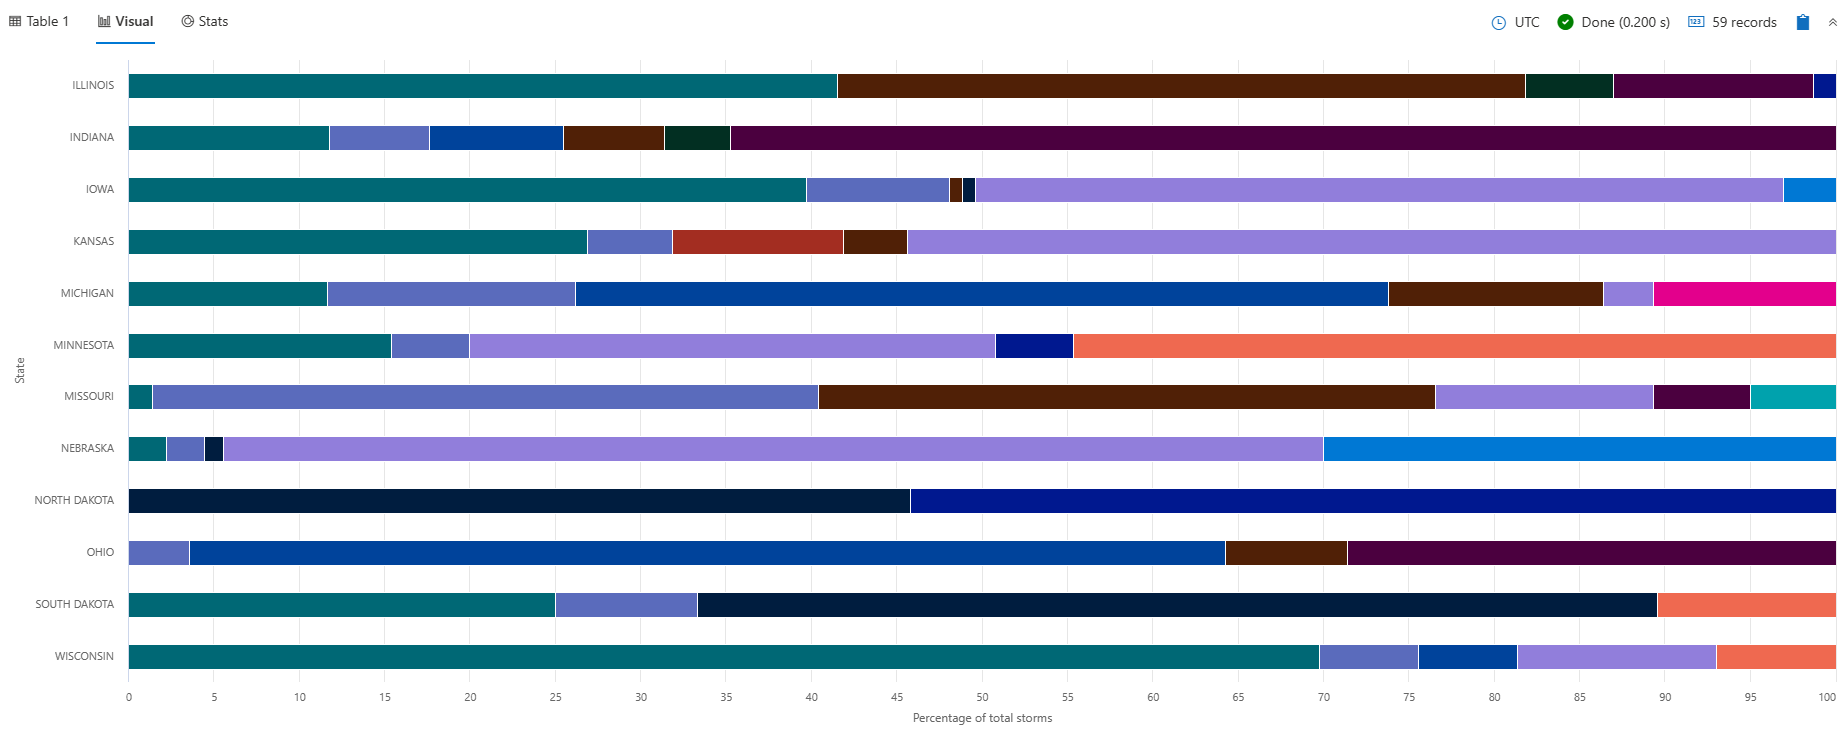 Table 1 Visual Stats UTC Done (0.200 s) 123 59 records
ILLINOIS
INDIANA
IOWA
KANSAS
MICHIGAN
MINNESOTA
State
MISSOURI
NEBRASKA
NORTH DAKOTA
OHIO
SOUTH DAKOTA
WISCONSIN
0 5 10 15 20 25 30 35 40 45 50 55 60 65 70 75 80 85 90 95 100
Percentage of total storms